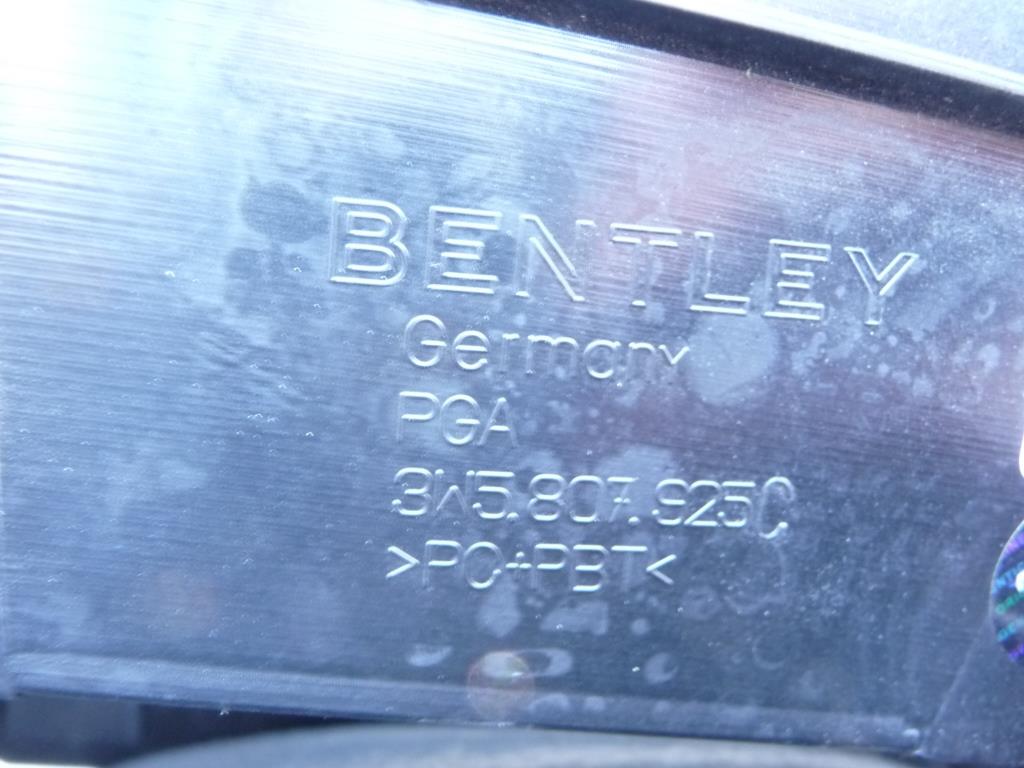 BENTLEY
Germany
PGA
3W5.807.925C
>PC+PBT<